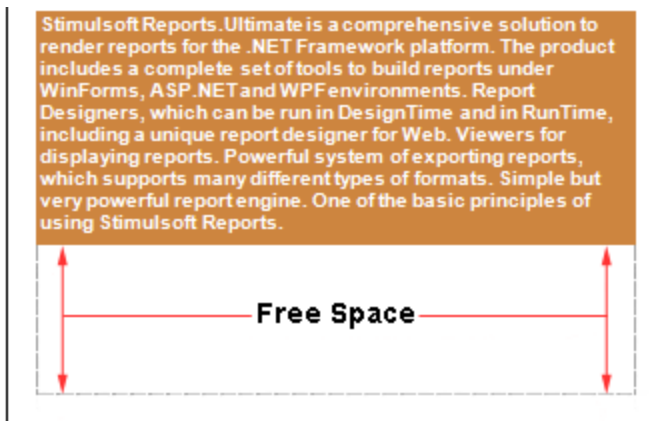 Stimulsoft Reports.Ultimate is a comprehensive solution to
render reports for the .NET Framework platform. The product
includes a complete set of tools to build reports under
WinForms, ASP.NET and WPF environments. Report
Designers, which can be run in DesignTime and in RunTime,
including a unique report designer for Web. Viewers for
displaying reports. Powerful system of exporting reports,
which supports many different types of formats. Simple but
very powerful report engine. One of the basic principles of
using Stimulsoft Reports.
Free Space